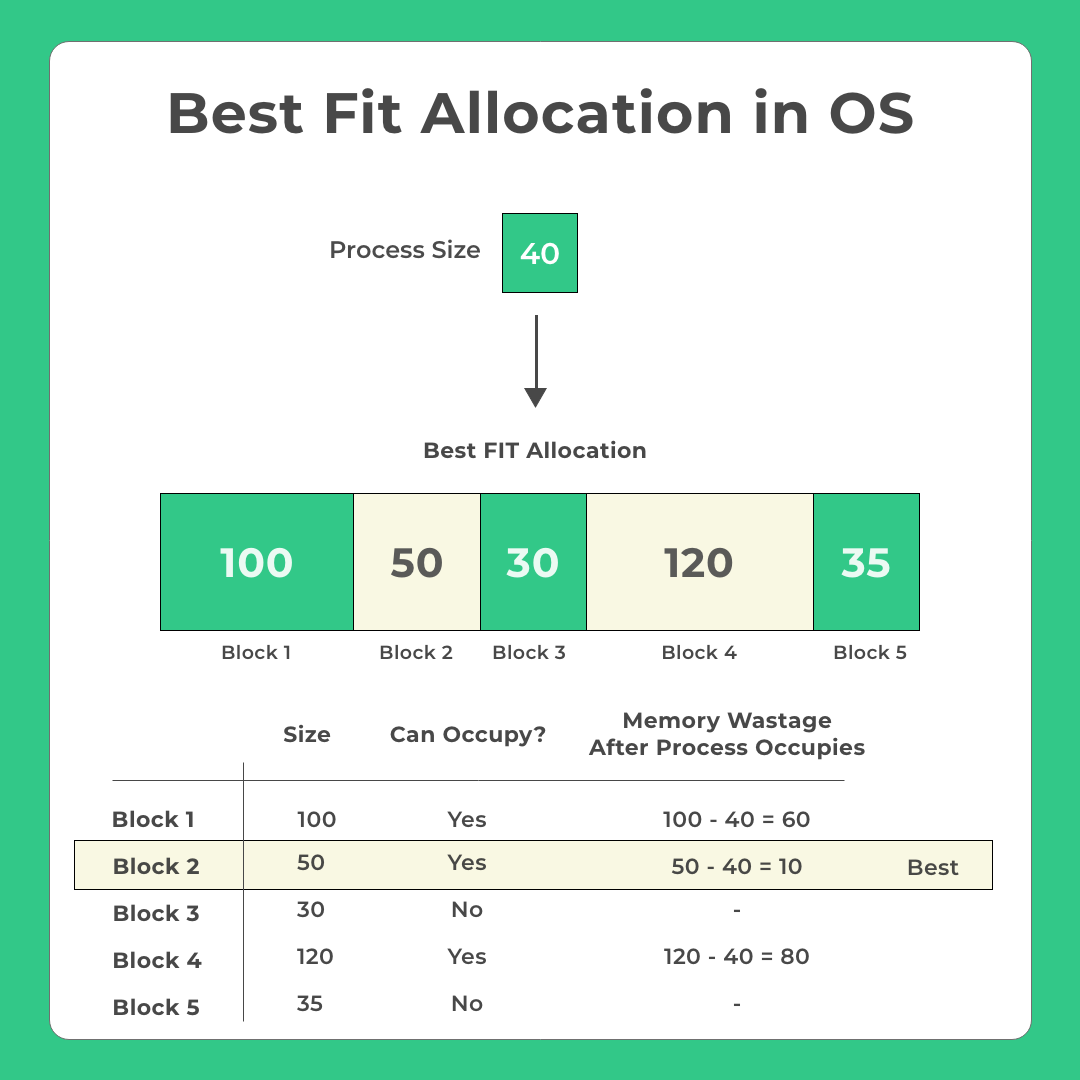 Best Fit Allocation in OS
Process Size 40
Best FIT Allocation
100 50 30 120 35
Block 1 Block 2 Block 3 Block 4 Block 5
Size Can Occupy? Memory Wastage
After Process Occupies
Block 1 100 Yes 100 - 40 = 60
Block 2 50 Yes 50 - 40 = 10 Best
Block 3 30 No -
Block 4 120 Yes 120 - 40 = 80
Block 5 35 No -